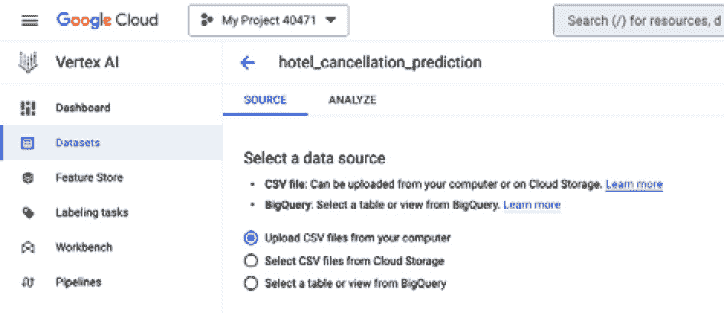 Google Cloud
My Project 40471
Search (/) for resources, d
Vertex AI
hotel_cancellation_prediction
Dashboard
SOURCE
ANALYZE
Datasets
Feature Store
Labeling tasks
Workbench
Pipelines
Select a data source
CSV file: Can be uploaded from your computer or on Cloud Storage. Learn more
BigQuery: Select a table or view from BigQuery. Learn more
Upload CSV files from your computer
Select CSV files from Cloud Storage
Select a table or view from BigQuery